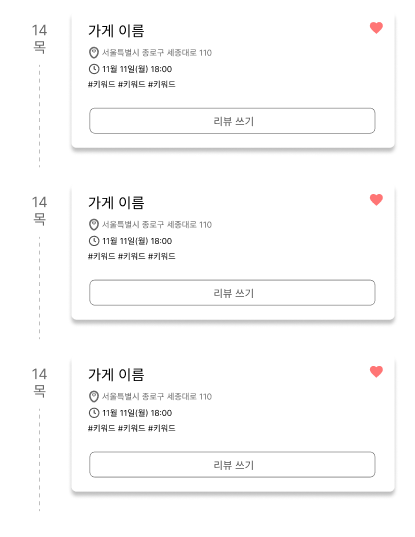 14
목
가게 이름
서울특별시 종로구 세종대로 110
11월 11일(월) 18:00
#키워드 #키워드 #키워드
리뷰 쓰기
14
목
가게 이름
서울특별시 종로구 세종대로 110
11월 11일(월) 18:00
#키워드 #키워드 #키워드
리뷰 쓰기
14
목
가게 이름
서울특별시 종로구 세종대로 110
11월 11일(월) 18:00
#키워드 #키워드 #키워드
리뷰 쓰기